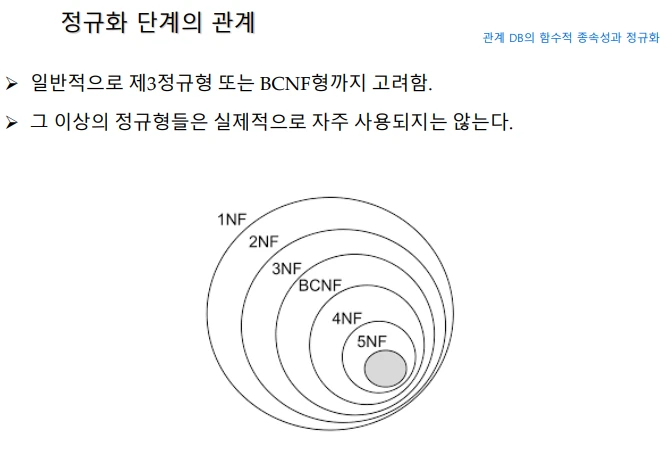 정규화 단계의 관계
관계 DB의 함수적 종속성과 정규화
➢ 일반적으로 제3정규형 또는 BCNF형까지 고려함.
➢ 그 이상의 정규형들은 실제적으로 자주 사용되지는 않는다.
1NF
2NF
3NF
BCNF
4NF
5NF